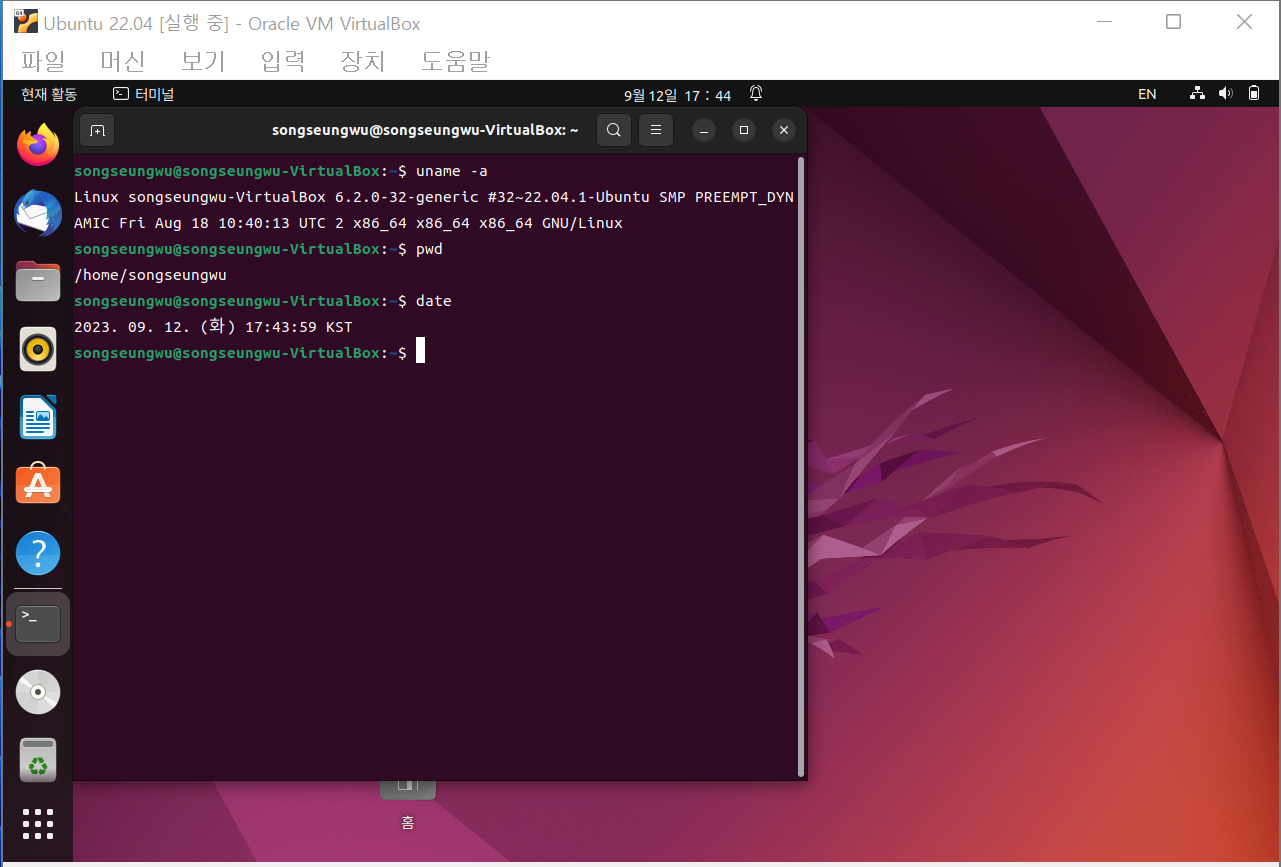 Ubuntu 22.04 [실행 중] - Oracle VM VirtualBox
파일 머신 보기 입력 장치 도움말
현재 활동 터미널 9월 12일 17 : 44 EN
songseungwu@songseungwu-VirtualBox: ~
songseungwu@songseungwu-VirtualBox:~$ uname -a
Linux songseungwu-VirtualBox 6.2.0-32-generic #32~22.04.1-Ubuntu SMP PREEMPT_DYN
AMIC Fri Aug 18 10:40:13 UTC 2 x86_64 x86_64 x86_64 GNU/Linux
songseungwu@songseungwu-VirtualBox:~$ pwd
/home/songseungwu
songseungwu@songseungwu-VirtualBox:~$ date
2023. 09. 12. (화) 17:43:59 KST
songseungwu@songseungwu-VirtualBox:~$
홈